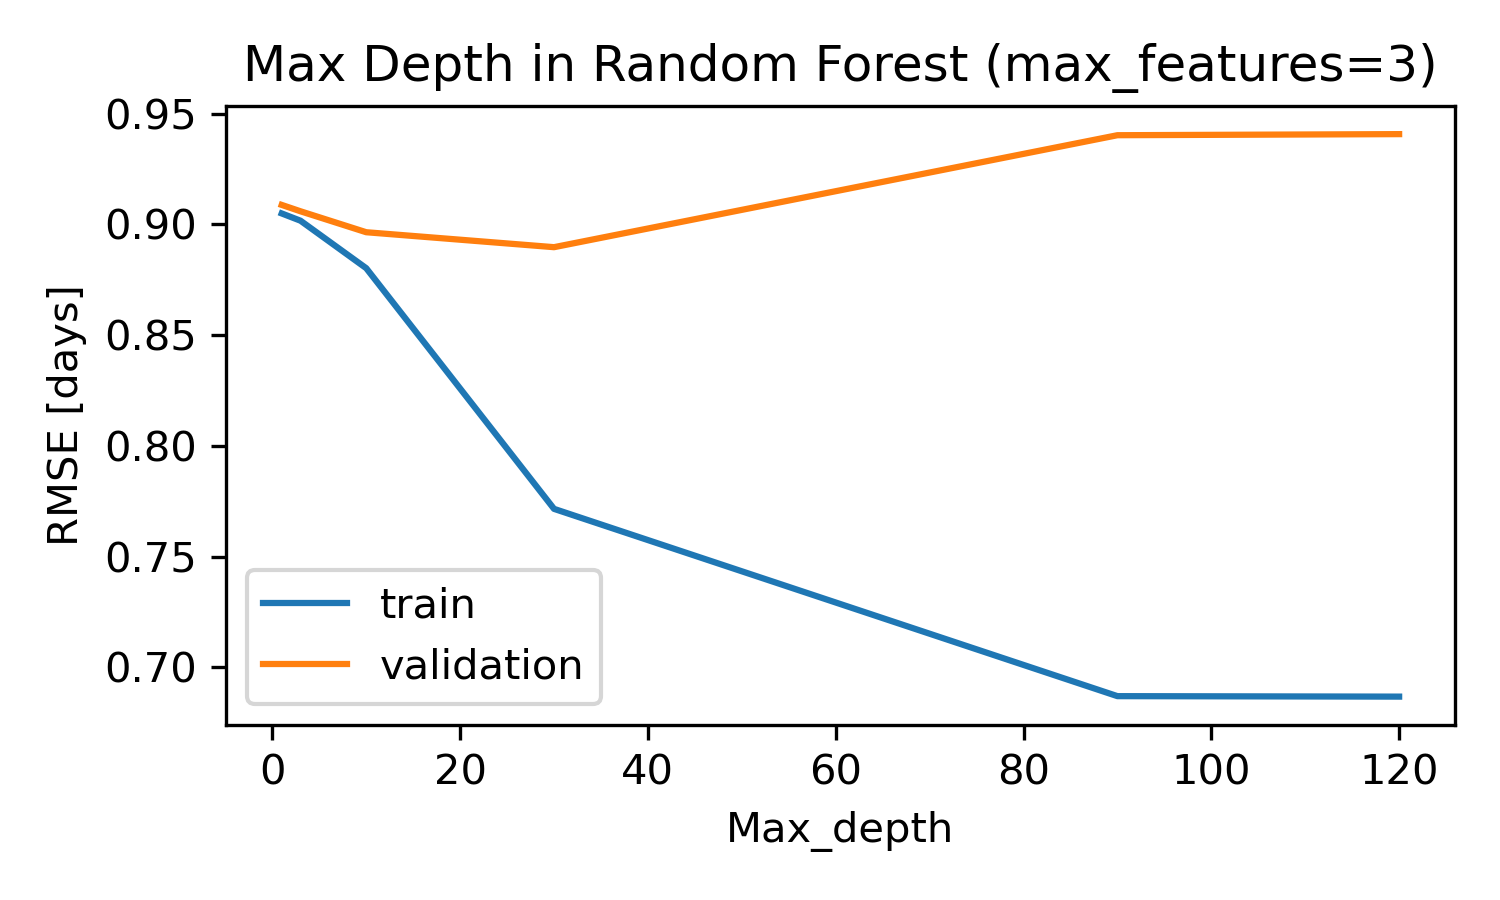 Max Depth in Random Forest (max_features=3)
0.95
0.90
0.85
0.80
0.75
0.70
RMSE [days]
train
validation
0 20 40 60 80 100 120
Max_depth